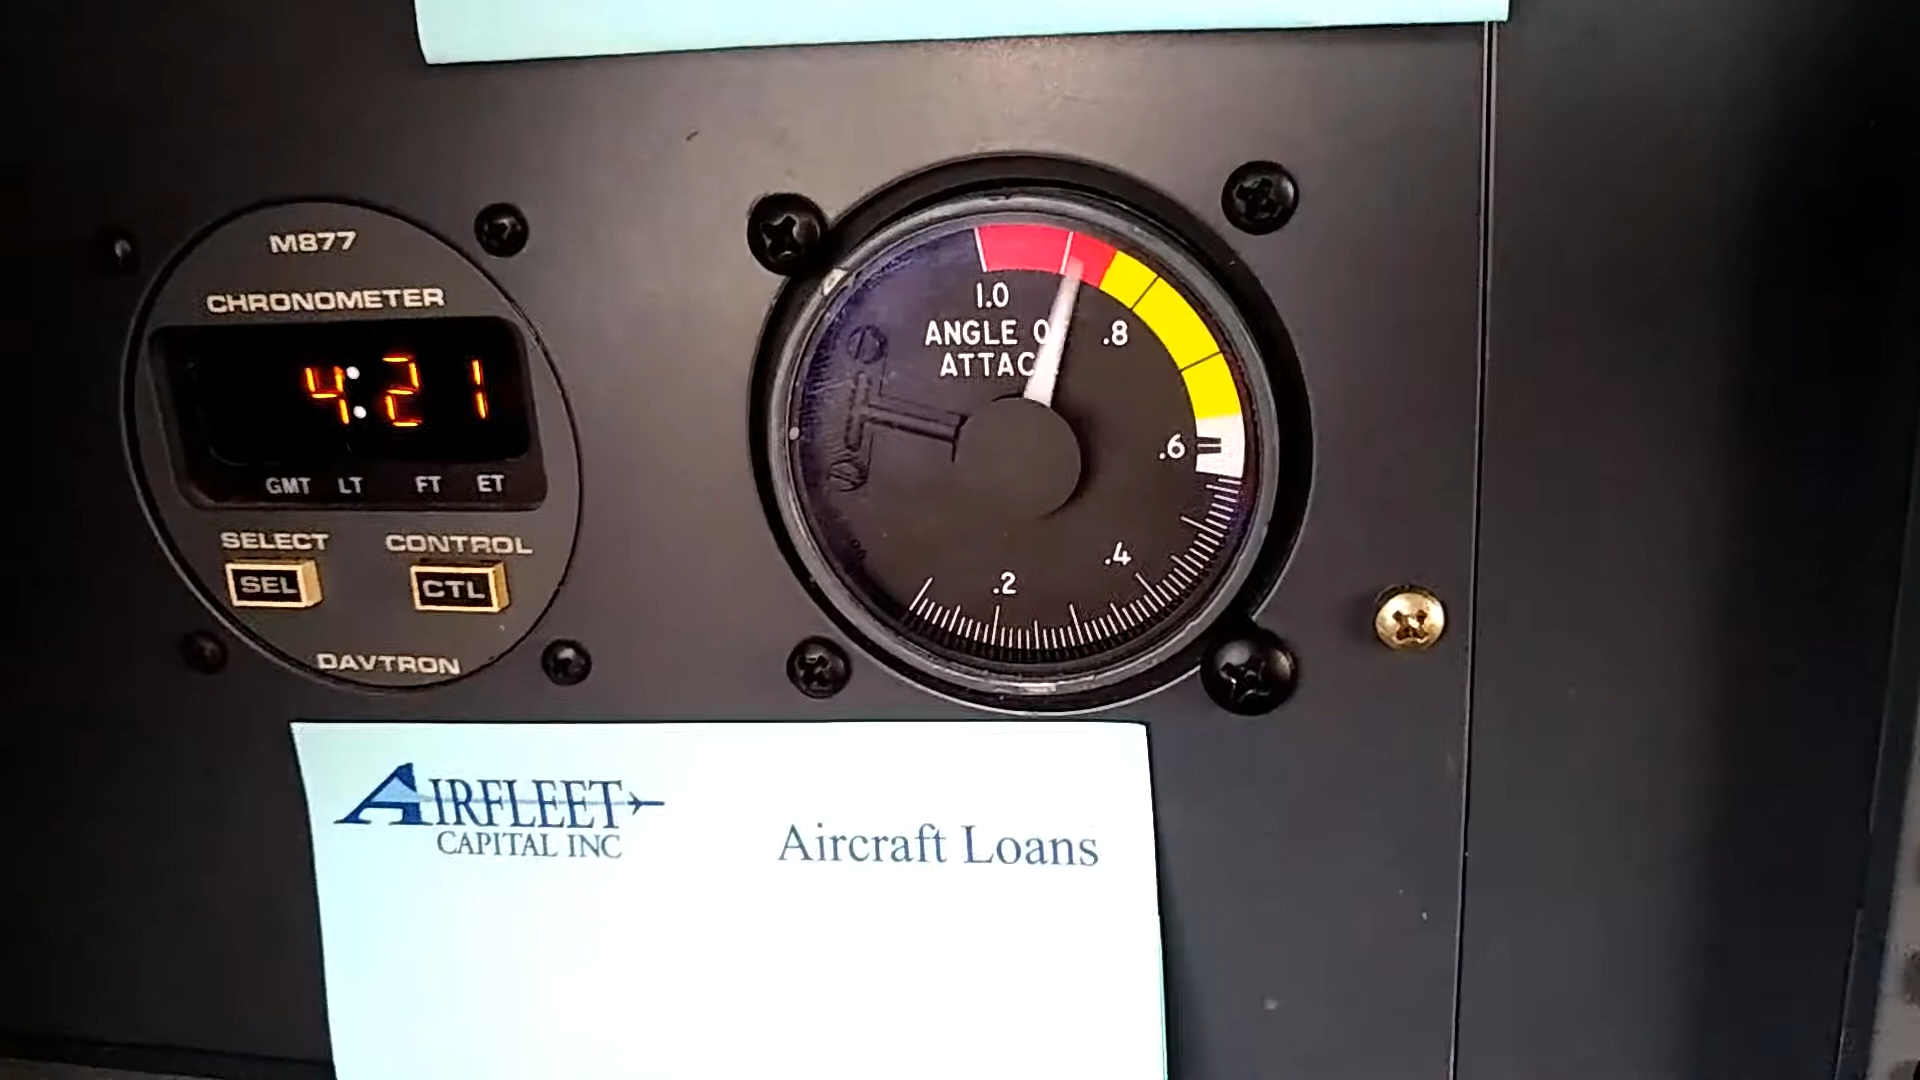 M877
CHRONOMETER
4:21
GMT LT FT ET
SELECT CONTROL
SEL CTL
DAVTRON
1.0
ANGLE OF
ATTACK
.8
.6
.4
.2
AIRFLEET
CAPITAL INC
Aircraft Loans